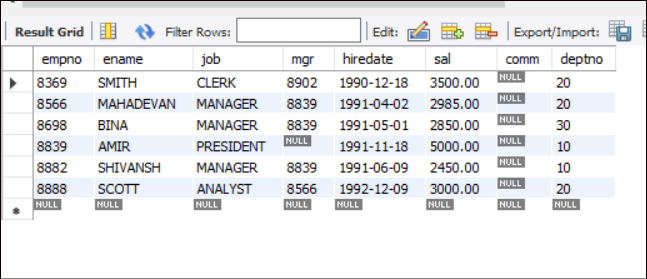 Result Grid Filter Rows: Edit: Export/Import:
empno ename job mgr hiredate sal comm deptno
8369 SMITH CLERK 8902 1990-12-18 3500.00 NULL 20
8566 MAHADEVAN MANAGER 8839 1991-04-02 2985.00 NULL 20
8698 BINA MANAGER 8839 1991-05-01 2850.00 NULL 30
8839 AMIR PRESIDENT NULL 1991-11-18 5000.00 NULL 10
8882 SHIVANSH MANAGER 8839 1991-06-09 2450.00 NULL 10
8888 SCOTT ANALYST 8566 1992-12-09 3000.00 NULL 20
NULL NULL NULL NULL NULL NULL NULL NULL